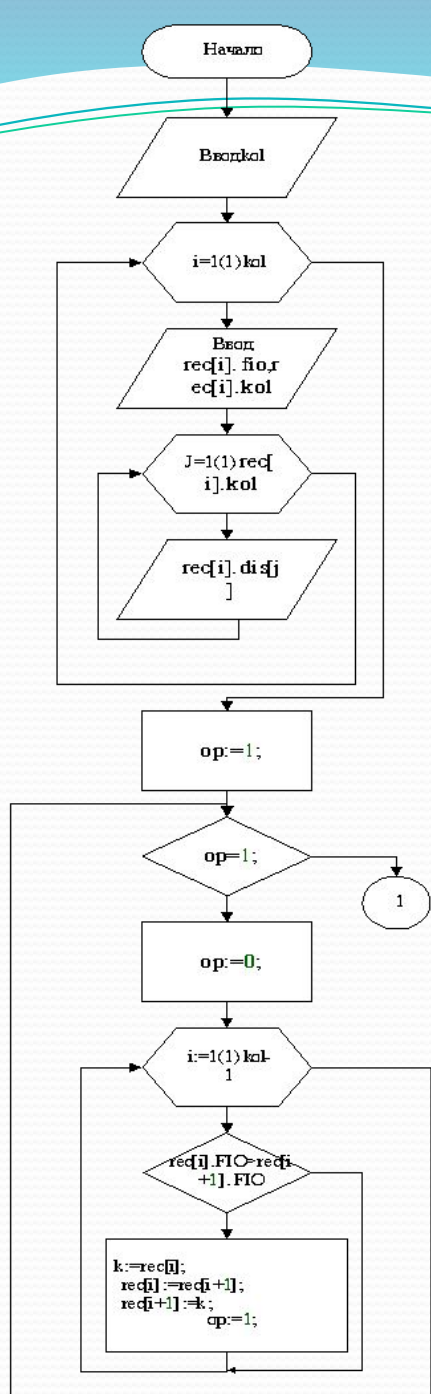 Начало
Вводkol
i=1(1)kol
Ввод
rec[i]. fio,r
ec[i].kol
J=1(1)rec[
i].kol
rec[i].dis[j
]
op:=1;
op=1;
1
op:=0;
i:=1(1)kol-
1
rec[i].FIO=rec[i
+1].FIO
k:=rec[i];
rec[i]:=rec[i+1];
rec[i+1]:=k;
op:=1;